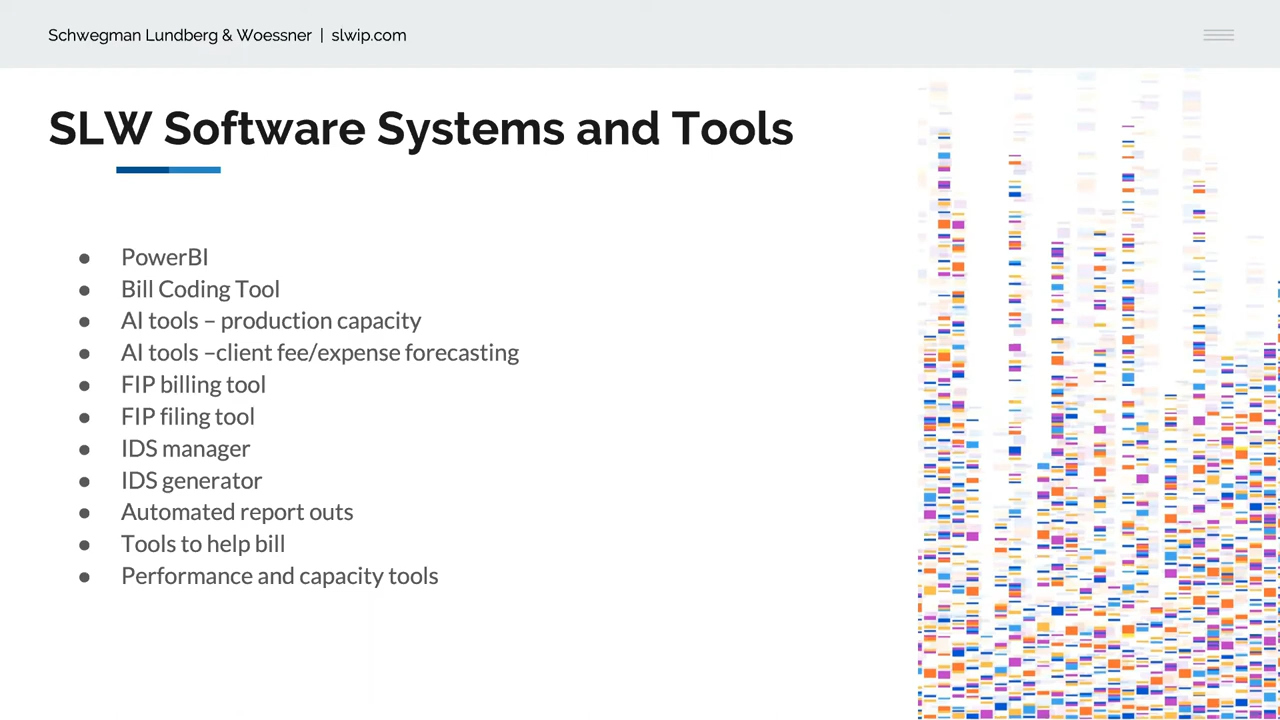 Schwegman Lundberg & Woessner | slwip.com
SLW Software Systems and Tools
● PowerBI
● Bill Coding Tool
● AI tools – production capacity
● AI tools –client fee/expense forecasting
● FIP billing tool
● FIP filing tool
● IDS manager
● IDS generator
● Automated report outs
● Tools to help bill
● Performance and capacity tools